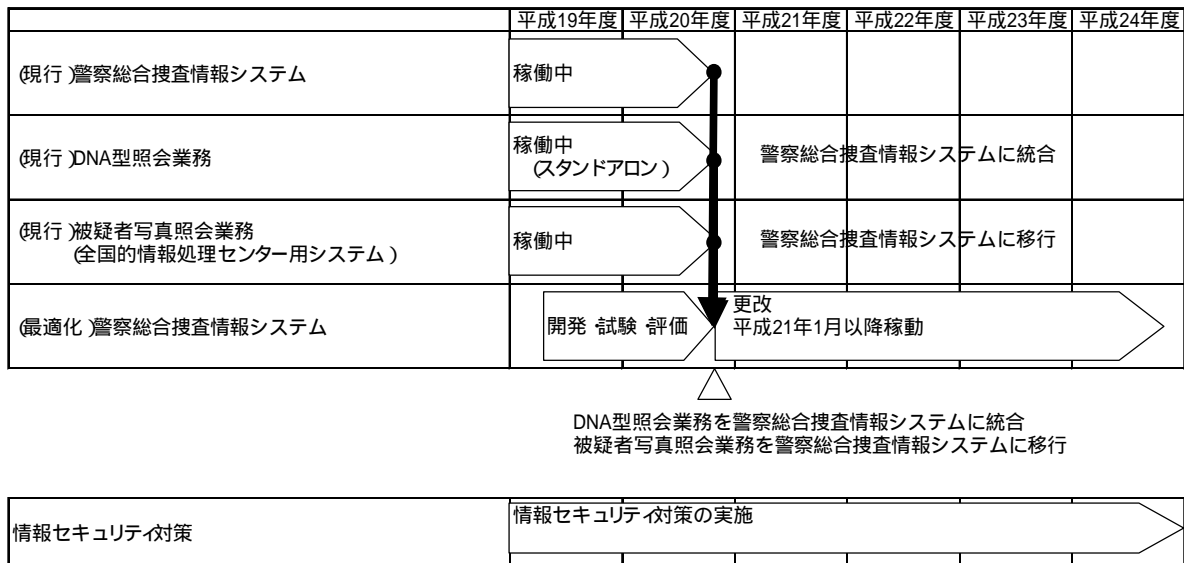 平成19年度 平成20年度 平成21年度 平成22年度 平成23年度 平成24年度
(現行)警察総合捜査情報システム
稼働中
(現行)DNA型照会業務
稼働中
(スタンドアロン)
警察総合捜査情報システムに統合
(現行)被疑者写真照会業務
(全国的情報処理センター用システム)
稼働中
警察総合捜査情報システムに移行
(最適化)警察総合捜査情報システム
開発・試験・評価
更改
平成21年1月以降稼動
DNA型照会業務を警察総合捜査情報システムに統合
被疑者写真照会業務を警察総合捜査情報システムに移行
情報セキュリティ対策
情報セキュリティ対策の実施